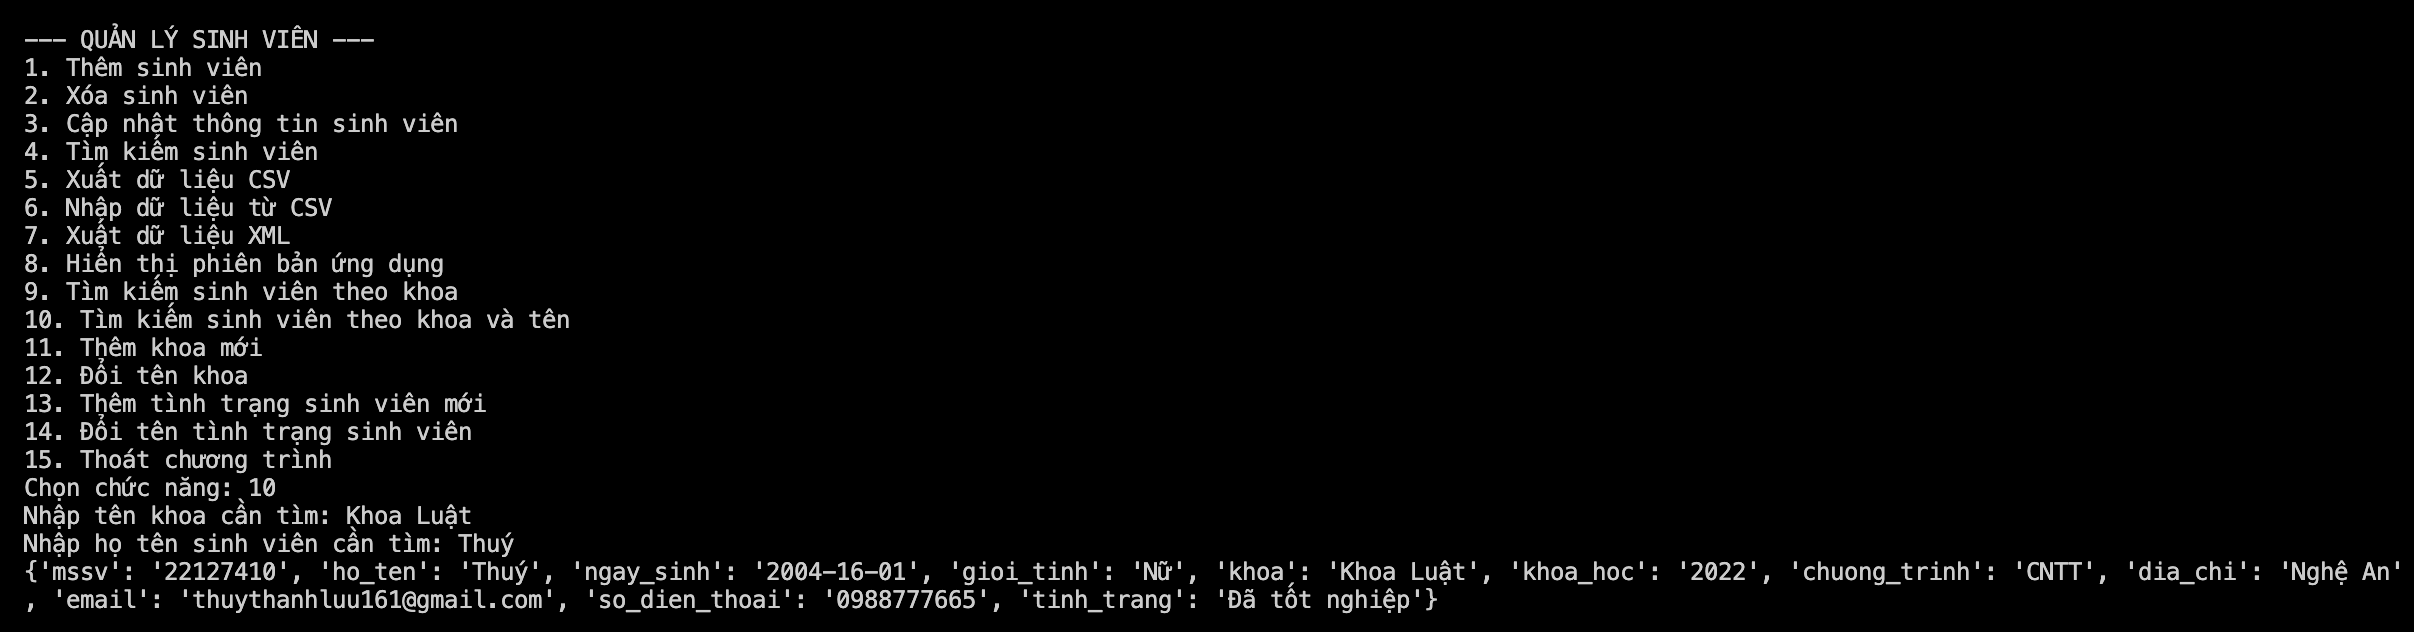 --- QUẢN LÝ SINH VIÊN ---
1. Thêm sinh viên
2. Xóa sinh viên
3. Cập nhật thông tin sinh viên
4. Tìm kiếm sinh viên
5. Xuất dữ liệu CSV
6. Nhập dữ liệu từ CSV
7. Xuất dữ liệu XML
8. Hiển thị phiên bản ứng dụng
9. Tìm kiếm sinh viên theo khoa
10. Tìm kiếm sinh viên theo khoa và tên
11. Thêm khoa mới
12. Đổi tên khoa
13. Thêm tình trạng sinh viên mới
14. Đổi tên tình trạng sinh viên
15. Thoát chương trình
Chọn chức năng: 10
Nhập tên khoa cần tìm: Khoa Luật
Nhập họ tên sinh viên cần tìm: Thuý
{'mssv': '22127410', 'ho_ten': 'Thuý', 'ngay_sinh': '2004-16-01', 'gioi_tinh': 'Nữ', 'khoa': 'Khoa Luật', 'khoa_hoc': '2022', 'chuong_trinh': 'CNTT', 'dia_chi': 'Nghệ An'
, 'email': 'thuythanhluu161@gmail.com', 'so_dien_thoai': '0988777665', 'tinh_trang': 'Đã tốt nghiệp'}